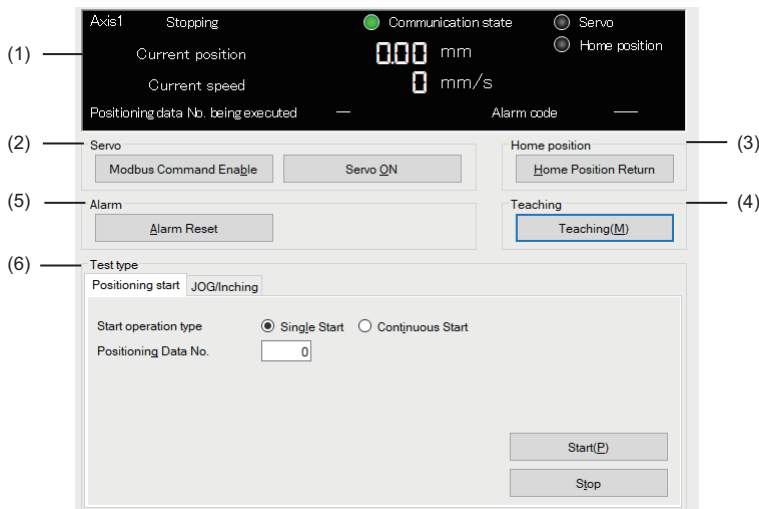 Axis1 Stopping Communication state Servo
(1) Current position 0.00 mm Home position
Current speed 0 mm/s
Positioning data No. being executed — Alarm code —
(2) Servo Home position (3)
Modbus Command Enable Servo ON Home Position Return
(5) Alarm Teaching (4)
Alarm Reset Teaching(M)
(6) Test type
Positioning start JOG/Inching
Start operation type Single Start Continuous Start
Positioning Data No. 0
Start(P)
Stop